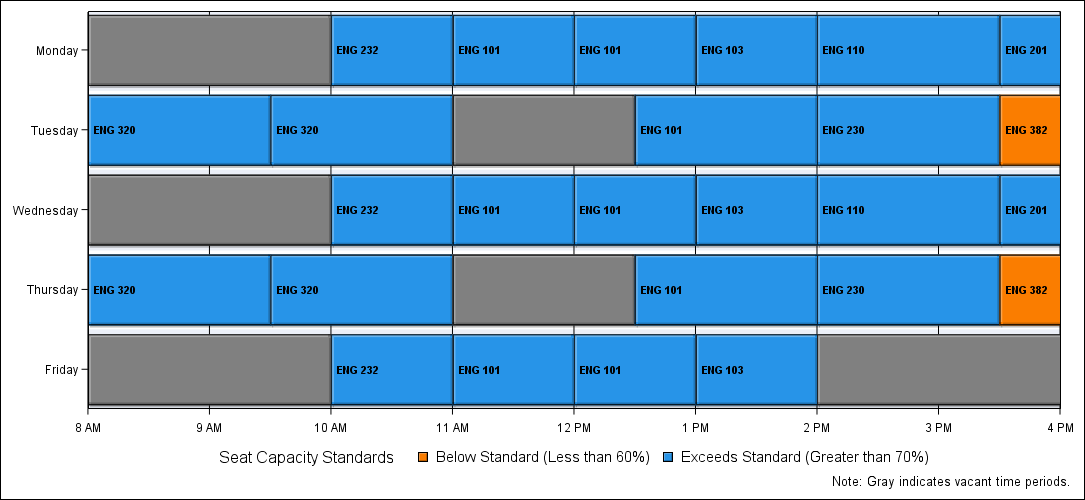 Monday ENG 232 ENG 101 ENG 101 ENG 103 ENG 110 ENG 201
Tuesday ENG 320 ENG 320 ENG 101 ENG 230 ENG 382
Wednesday ENG 232 ENG 101 ENG 101 ENG 103 ENG 110 ENG 201
Thursday ENG 320 ENG 320 ENG 101 ENG 230 ENG 382
Friday ENG 232 ENG 101 ENG 101 ENG 103
8 AM 9 AM 10 AM 11 AM 12 PM 1 PM 2 PM 3 PM 4 PM
Seat Capacity Standards Below Standard (Less than 60%) Exceeds Standard (Greater than 70%)
Note: Gray indicates vacant time periods.